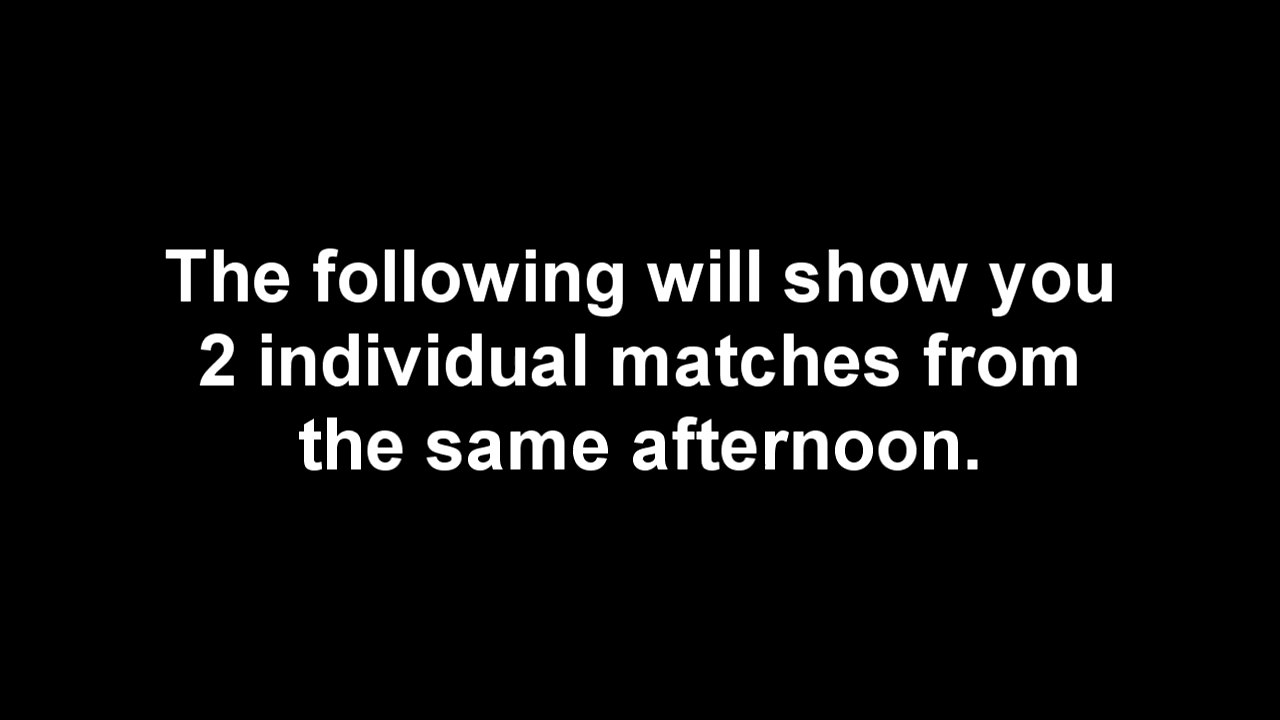 The following will show you
2 individual matches from
the same afternoon.